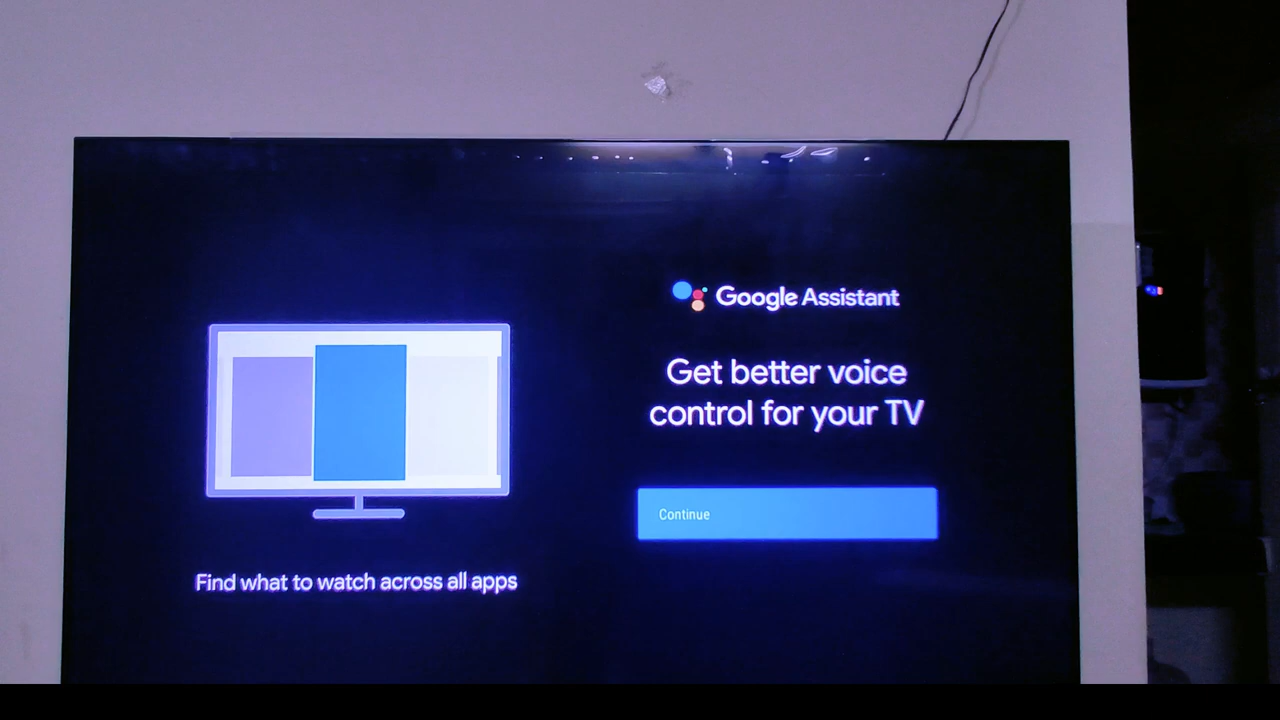 Google Assistant
Get better voice
control for your TV
Continue
Find what to watch across all apps